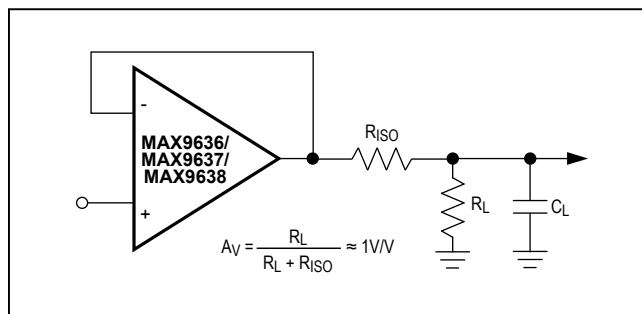 -
MAX9636/
MAX9637/
MAX9638
+
RISO
RL
CL
AV = RL / RL + RISO ≈ 1V/V